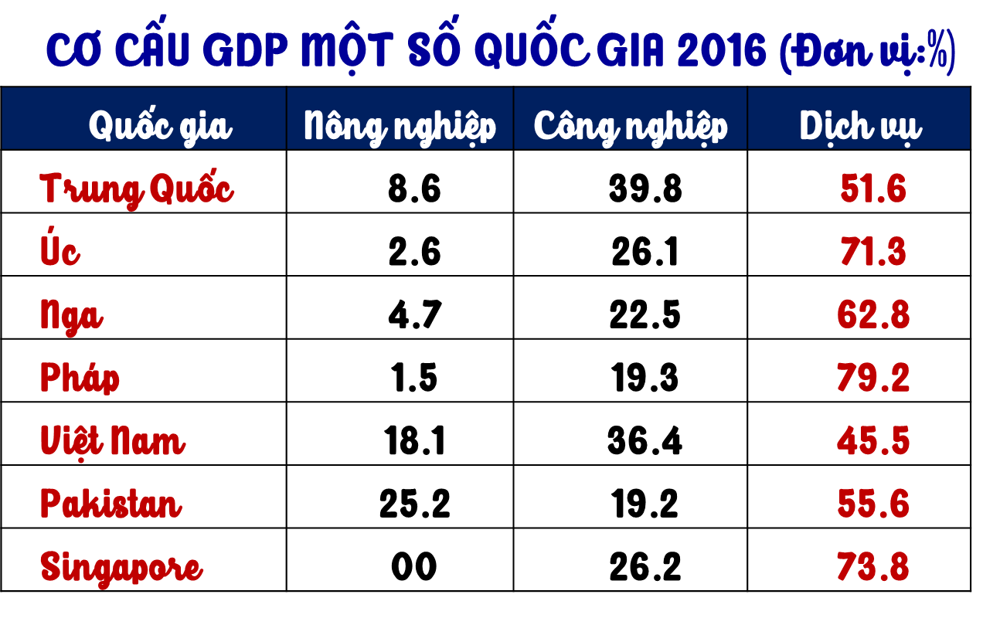 CƠ CẤU GDP MỘT SỐ QUỐC GIA 2016 (Đơn vị:%)
Quốc gia Nông nghiệp Công nghiệp Dịch vụ
Trung Quốc 8.6 39.8 51.6
Úc 2.6 26.1 71.3
Nga 4.7 22.5 62.8
Pháp 1.5 19.3 79.2
Việt Nam 18.1 36.4 45.5
Pakistan 25.2 19.2 55.6
Singapore 00 26.2 73.8